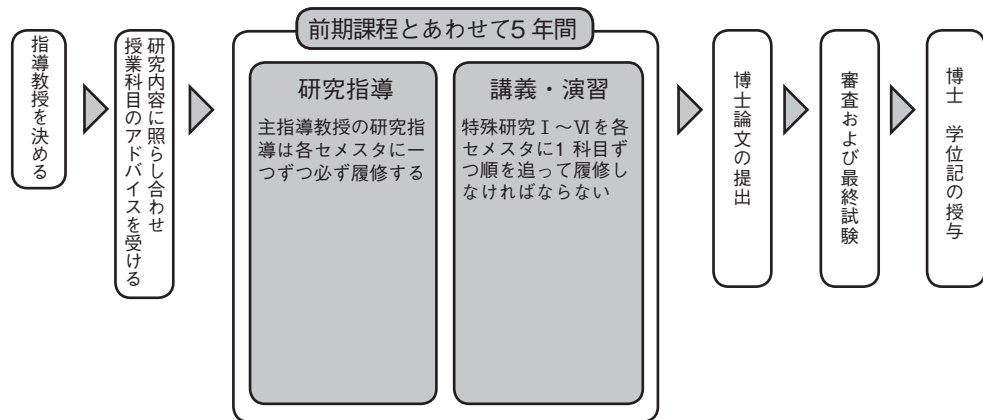 指導教授を決める
研究内容に照らし合わせ
授業科目のアドバイスを受ける
前期課程とあわせて5年間
研究指導
主指導教授の研究指
導は各セメスタに一
つずつ必ず履修する
講義・演習
特殊研究Ⅰ〜Ⅵを各
セメスタに1 科目ず
つ順を追って履修し
なければならない
博士論文の提出
審査および最終試験
博士 学位記の授与